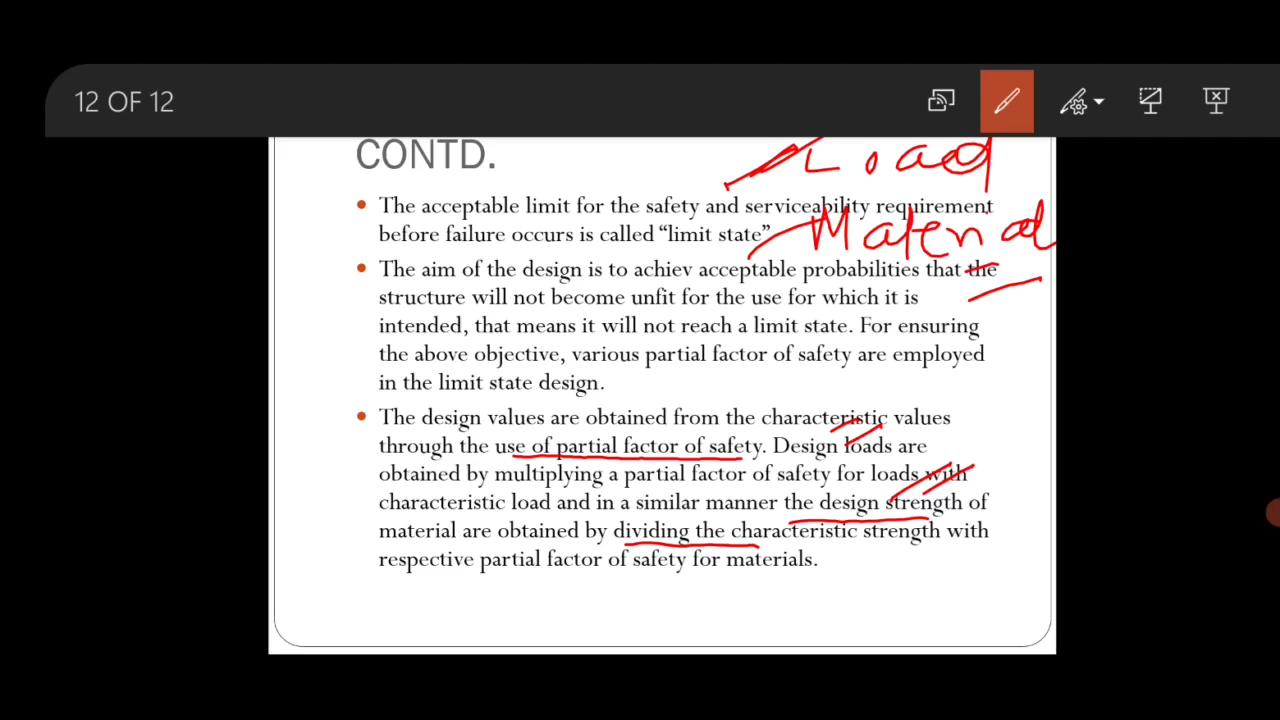 12 OF 12
CONTD.
Load
Material
• The acceptable limit for the safety and serviceability requirement
before failure occurs is called “limit state”
• The aim of the design is to achiev acceptable probabilities that the
structure will not become unfit for the use for which it is
intended, that means it will not reach a limit state. For ensuring
the above objective, various partial factor of safety are employed
in the limit state design.
• The design values are obtained from the characteristic values
through the use of partial factor of safety. Design loads are
obtained by multiplying a partial factor of safety for loads with
characteristic load and in a similar manner the design strength of
material are obtained by dividing the characteristic strength with
respective partial factor of safety for materials.